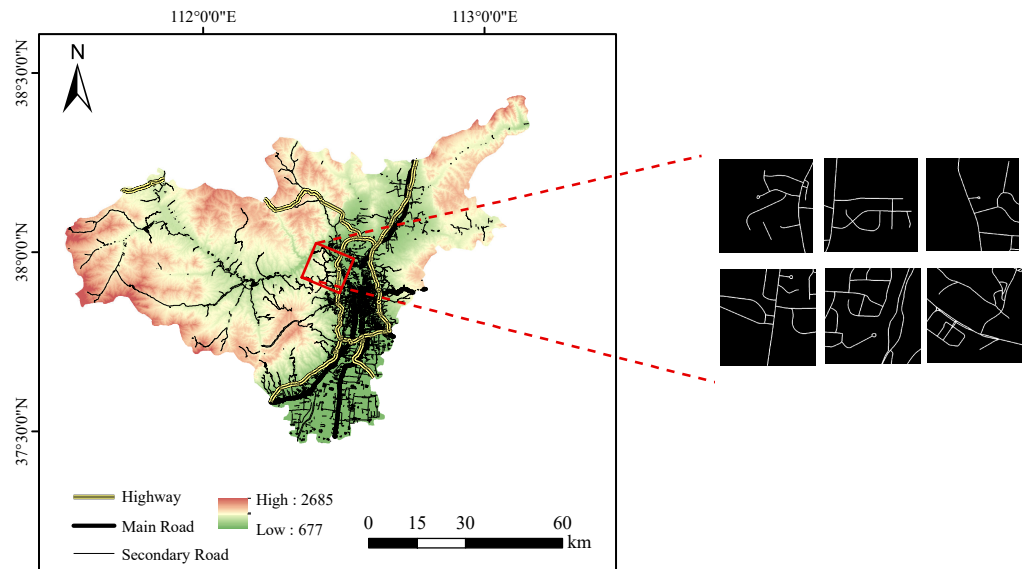 112°0'0"E
113°0'0"E
N
38°30'0"N
38°0'0"N
37°30'0"N
Highway
Main Road
Secondary Road
High : 2685
Low : 677
0 15 30 60
km